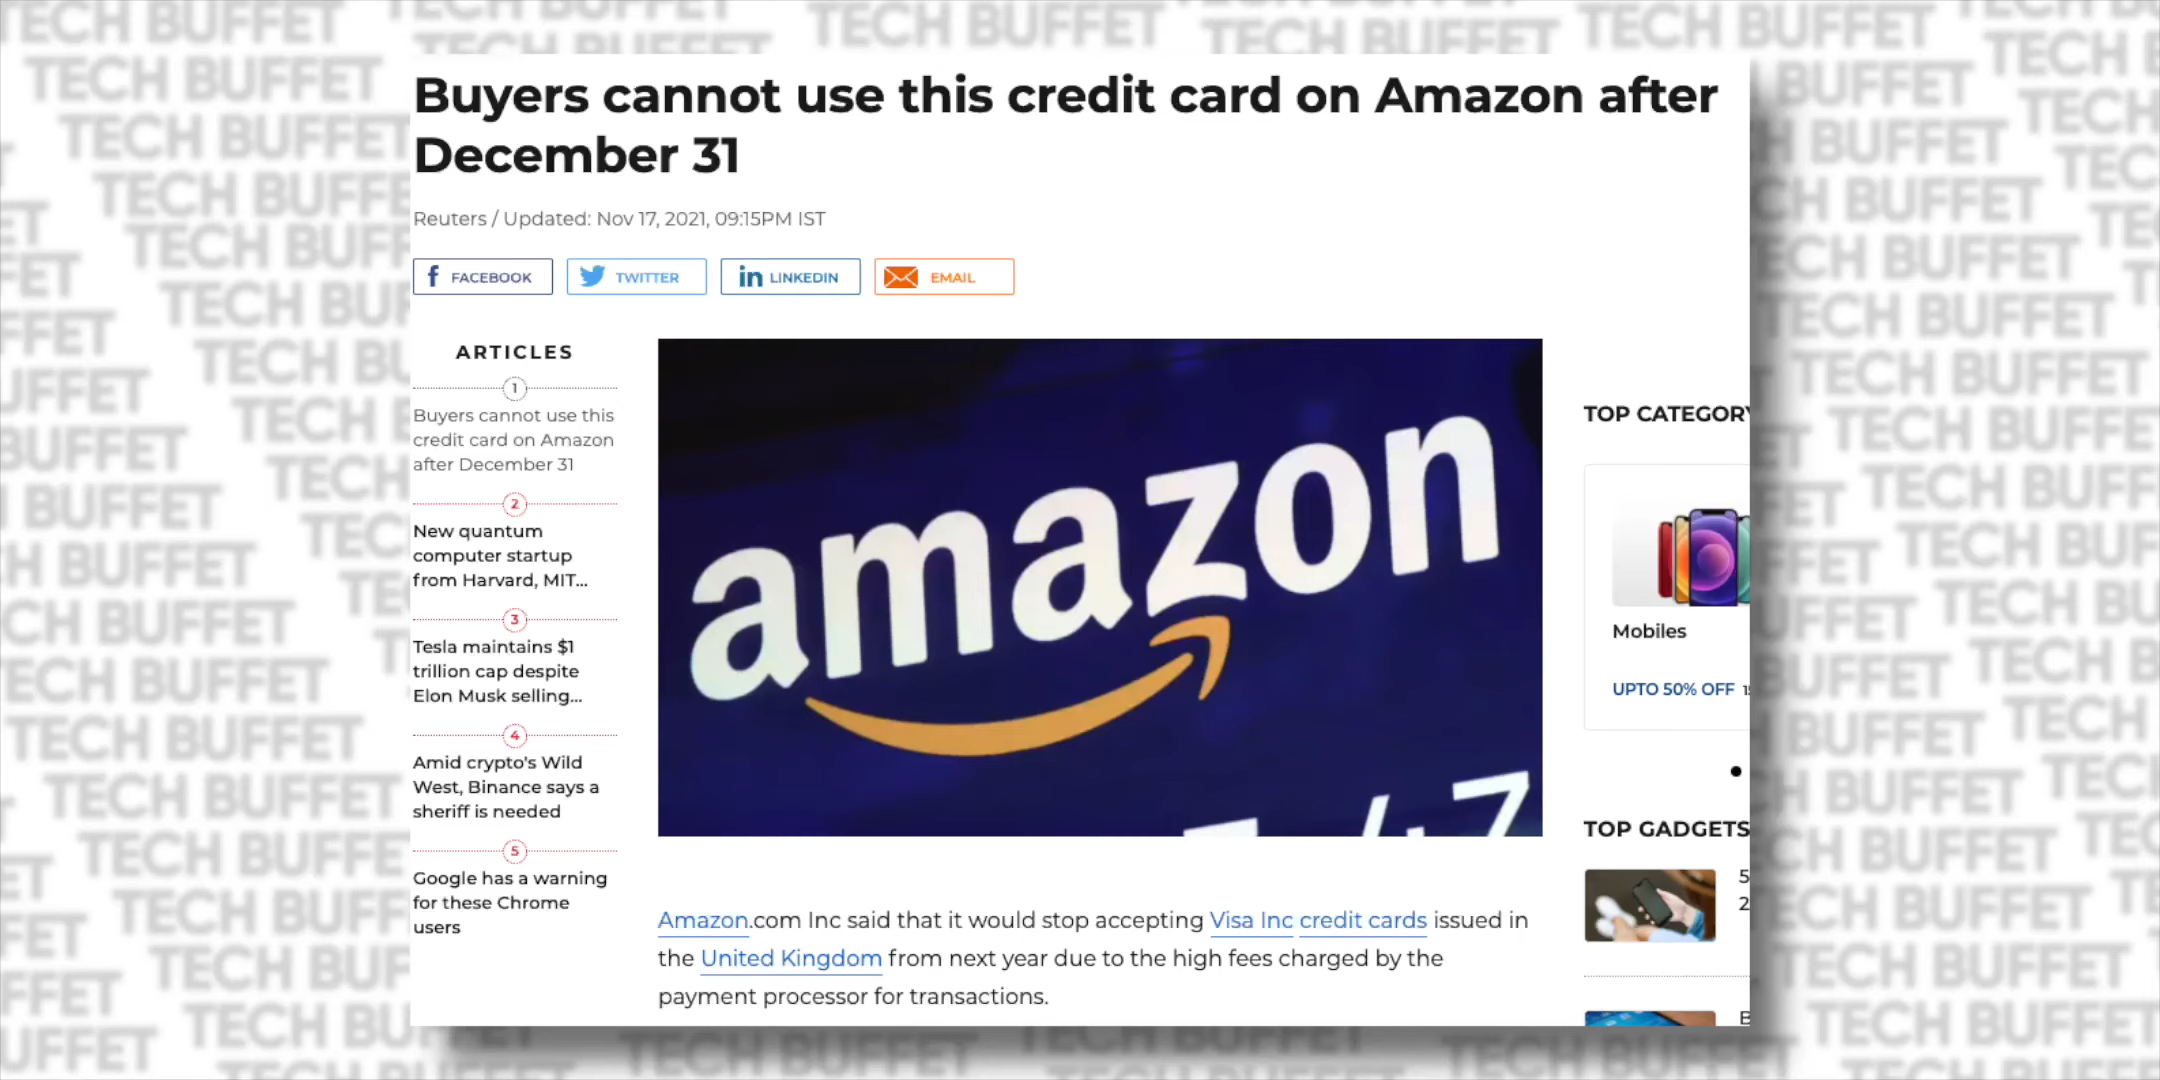 Buyers cannot use this credit card on Amazon after
December 31
Reuters / Updated: Nov 17, 2021, 09:15PM IST
FACEBOOK
TWITTER
LINKEDIN
EMAIL
ARTICLES
1
Buyers cannot use this
credit card on Amazon
after December 31
2
New quantum
computer startup
from Harvard, MIT...
3
Tesla maintains $1
trillion cap despite
Elon Musk selling...
4
Amid crypto's Wild
West, Binance says a
sheriff is needed
5
Google has a warning
for these Chrome
users
amazon
Amazon.com Inc said that it would stop accepting Visa Inc credit cards issued in
the United Kingdom from next year due to the high fees charged by the
payment processor for transactions.
TOP CATEGORY
Mobiles
UPTO 50% OFF
TOP GADGETS
5
2
TECH BUFFET